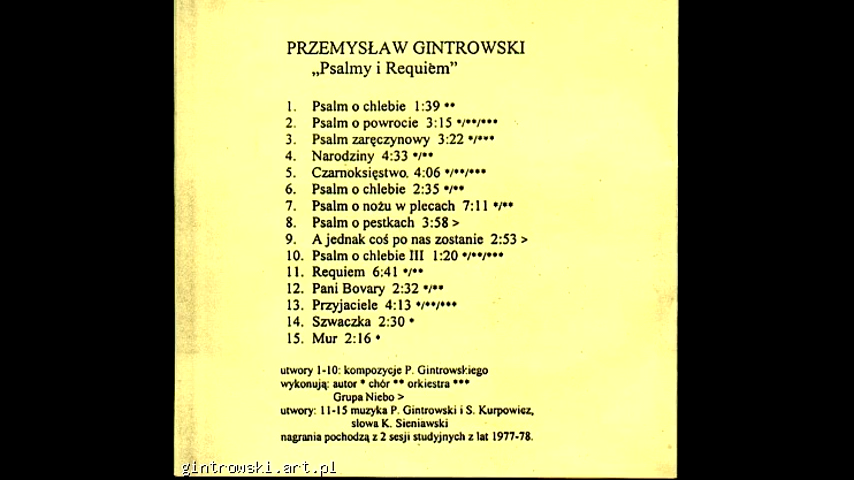 PRZEMYSŁAW GINTROWSKI
„Psalmy i Requiem”
1. Psalm o chlebie 1:39 **
2. Psalm o powrocie 3:15 */**/***
3. Psalm zaręczynowy 3:22 */***
4. Narodziny 4:33 */**
5. Czarnoksięstwo. 4:06 */**/***
6. Psalm o chlebie 2:35 */**
7. Psalm o nożu w plecach 7:11 */**
8. Psalm o pestkach 3:58 >
9. A jednak coś po nas zostanie 2:53 >
10. Psalm o chlebie III 1:20 */**/***
11. Requiem 6:41 */**
12. Pani Bovary 2:32 */**
13. Przyjaciele 4:13 */**/***
14. Szwaczka 2:30 *
15. Mur 2:16 *
utwory 1-10: kompozycje P. Gintrowskiego
wykonują: autor * chór ** orkiestra ***
Grupa Niebo >
utwory: 11-15 muzyka P. Gintrowski i S. Kurpowicz,
słowa K. Sieniawski
nagrania pochodzą z 2 sesji studyjnych z lat 1977-78.
gintrowski.art.pl